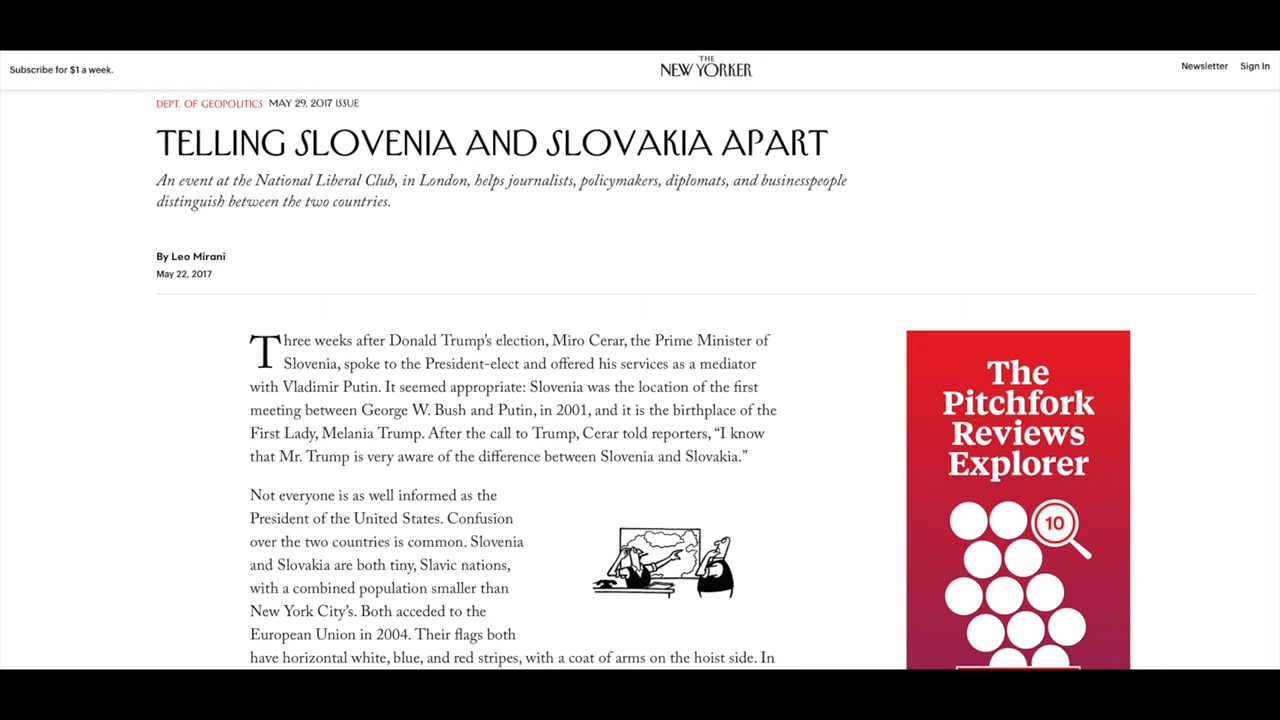 Subscribe for $1 a week.
THE
NEW YORKER
Newsletter Sign In
DEPT. OF GEOPOLITICS MAY 29, 2017 ISSUE
TELLING SLOVENIA AND SLOVAKIA APART
An event at the National Liberal Club, in London, helps journalists, policymakers, diplomats, and businesspeople
distinguish between the two countries.
By Leo Mirani
May 22, 2017
Three weeks after Donald Trump’s election, Miro Cerar, the Prime Minister of
Slovenia, spoke to the President-elect and offered his services as a mediator
with Vladimir Putin. It seemed appropriate: Slovenia was the location of the first
meeting between George W. Bush and Putin, in 2001, and it is the birthplace of the
First Lady, Melania Trump. After the call to Trump, Cerar told reporters, “I know
that Mr. Trump is very aware of the difference between Slovenia and Slovakia.”
Not everyone is as well informed as the
President of the United States. Confusion
over the two countries is common. Slovenia
and Slovakia are both tiny, Slavic nations,
with a combined population smaller than
New York City’s. Both acceded to the
European Union in 2004. Their flags both
have horizontal white, blue, and red stripes, with a coat of arms on the hoist side. In
The
Pitchfork
Reviews
Explorer
10